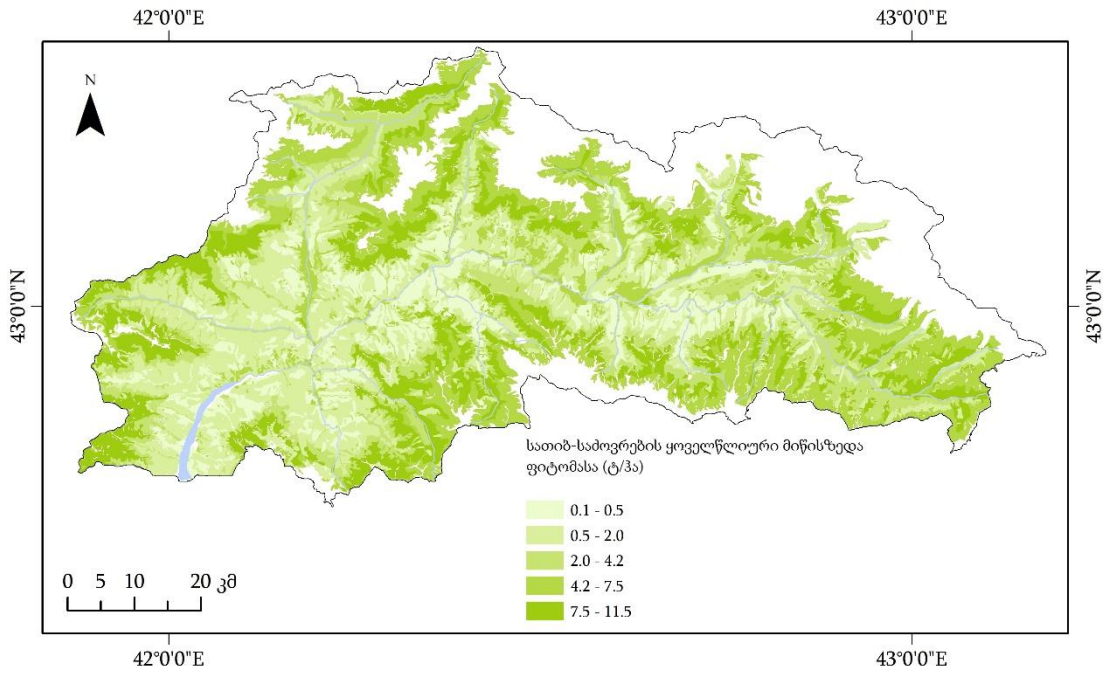 42°0'0"E 43°0'0"E
N
43°0'0"N 43°0'0"N
სათიბ-საძოვრების ყოველწლიური მიწისზედა
ფიტომასა (ტ/ჰა)
0.1 - 0.5
0.5 - 2.0
2.0 - 4.2
4.2 - 7.5
7.5 - 11.5
0 5 10 20 კმ
42°0'0"E 43°0'0"E